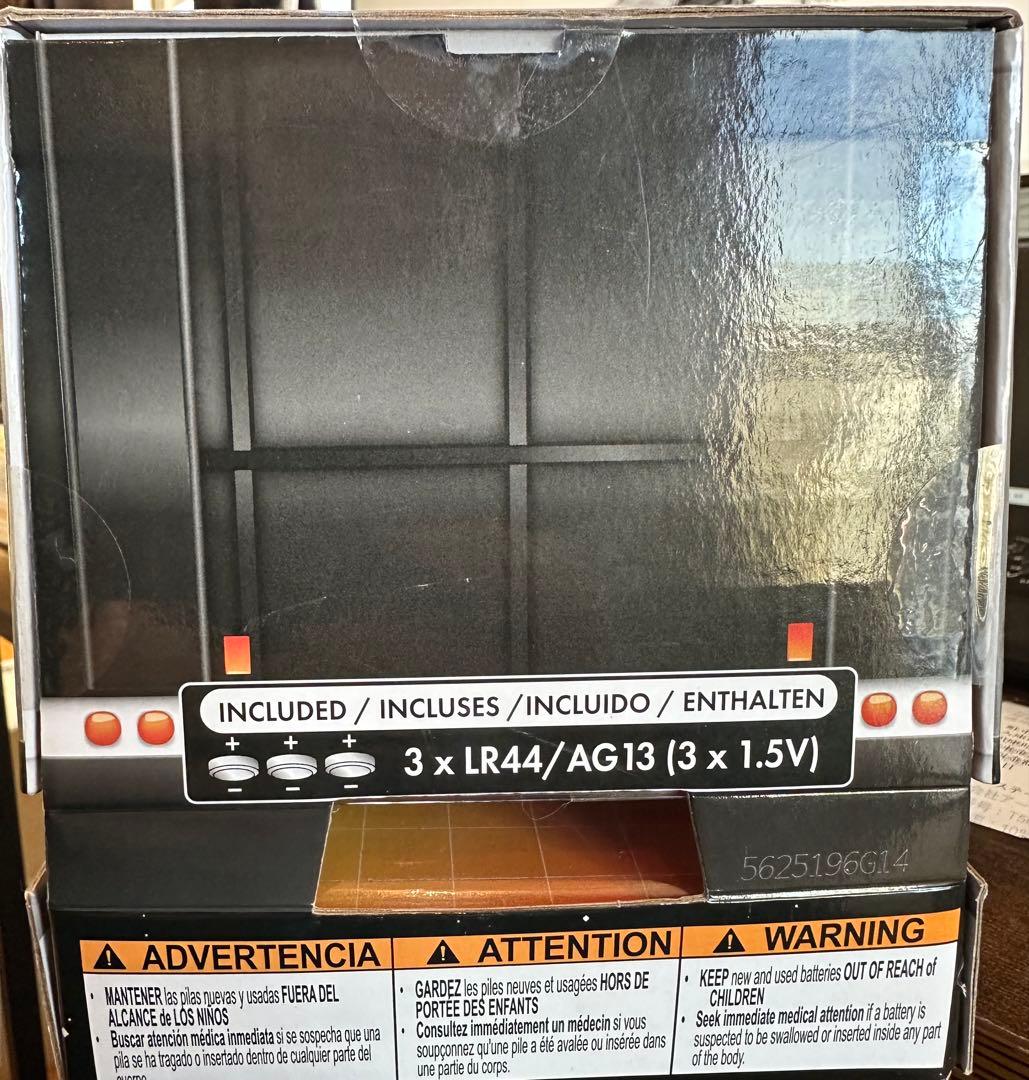 INCLUDED / INCLUSES /INCLUIDO / ENTHALTEN
+ + +
3 x LR44/AG13 (3 x 1.5V)
- - -
5625196G14
ADVERTENCIA
• MANTENER las pilas nuevas y usadas FUERA DEL
ALCANCE de LOS NIÑOS
• Buscar atención médica inmediata si se sospecha que una
pila se ha tragado o insertado dentro de cualquier parte del
cuerpo.
ATTENTION
• GARDEZ les piles neuves et usagées HORS DE
PORTÉE DES ENFANTS
• Consultez immédiatement un médecin si vous
soupçonnez qu'une pile a été avalée ou insérée dans
une partie du corps.
WARNING
• KEEP new and used batteries OUT OF REACH of
CHILDREN
• Seek immediate medical attention if a battery is
suspected to be swallowed or inserted inside any part
of the body.